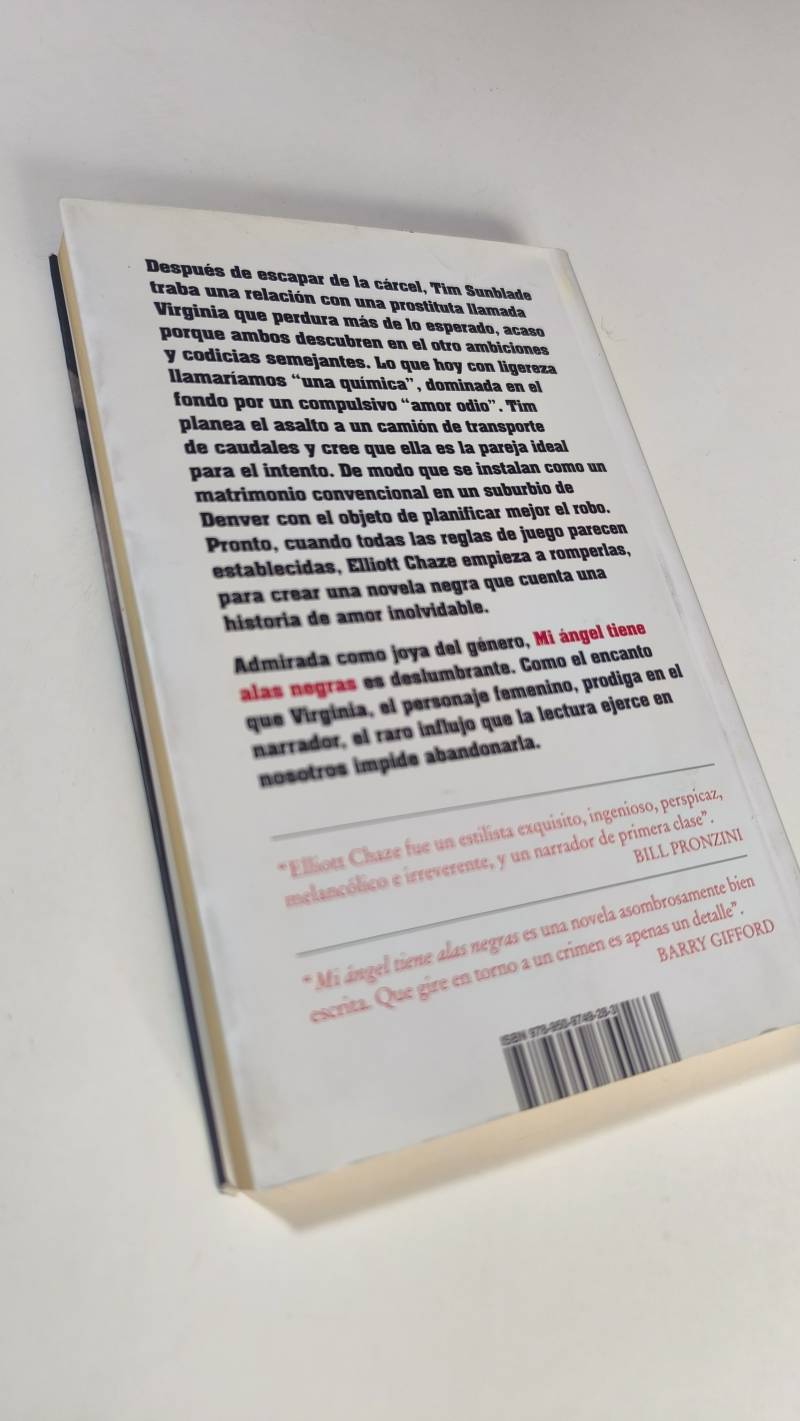 Después de escapar de la cárcel, Tim Sunblade
traba una relación con una prostituta llamada
Virginia que perdura más de lo esperado, acaso
porque ambos descubren en el otro ambiciones
y codicias semejantes. Lo que hoy con ligereza
llamaríamos “una química”, dominada en el
fondo por un compulsivo “amor odio”. Tim
planea el asalto a un camión de transporte
de caudales y cree que ella es la pareja ideal
para el intento. De modo que se instalan como un
matrimonio convencional en un suburbio de
Denver con el objeto de planificar mejor el robo.
Pronto, cuando todas las reglas de juego parecen
establecidas, Elliott Chaze empieza a romperlas,
para crear una novela negra que cuenta una
historia de amor inolvidable.
Admirada como joya del género, Mi ángel tiene
alas negras es deslumbrante. Como el encanto
que Virginia, el personaje femenino, prodiga en el
narrador, el raro influjo que la lectura ejerce en
nosotros impide abandonarla.
“Elliott Chaze fue un estilista exquisito, ingenioso, perspicaz,
melancólico e irreverente, y un narrador de primera clase”.
BILL PRONZINI
“Mi ángel tiene alas negras es una novela asombrosamente bien
escrita. Que gire en torno a un crimen es apenas un detalle”.
BARRY GIFFORD
ISBN 978-950-9749-28-3